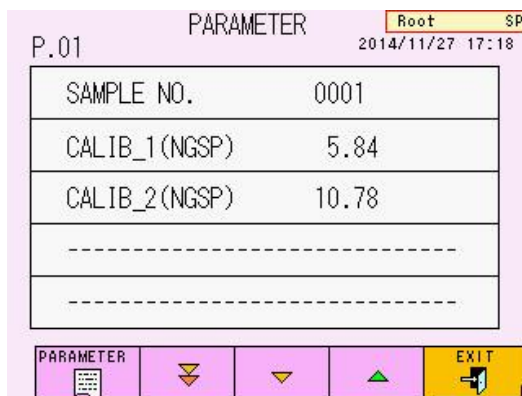 PARAMETER
Root SP
P.01
2014/11/27 17:18
SAMPLE NO. 0001
CALIB_1(NGSP) 5.84
CALIB_2(NGSP) 10.78
------------------------------
------------------------------
PARAMETER
EXIT